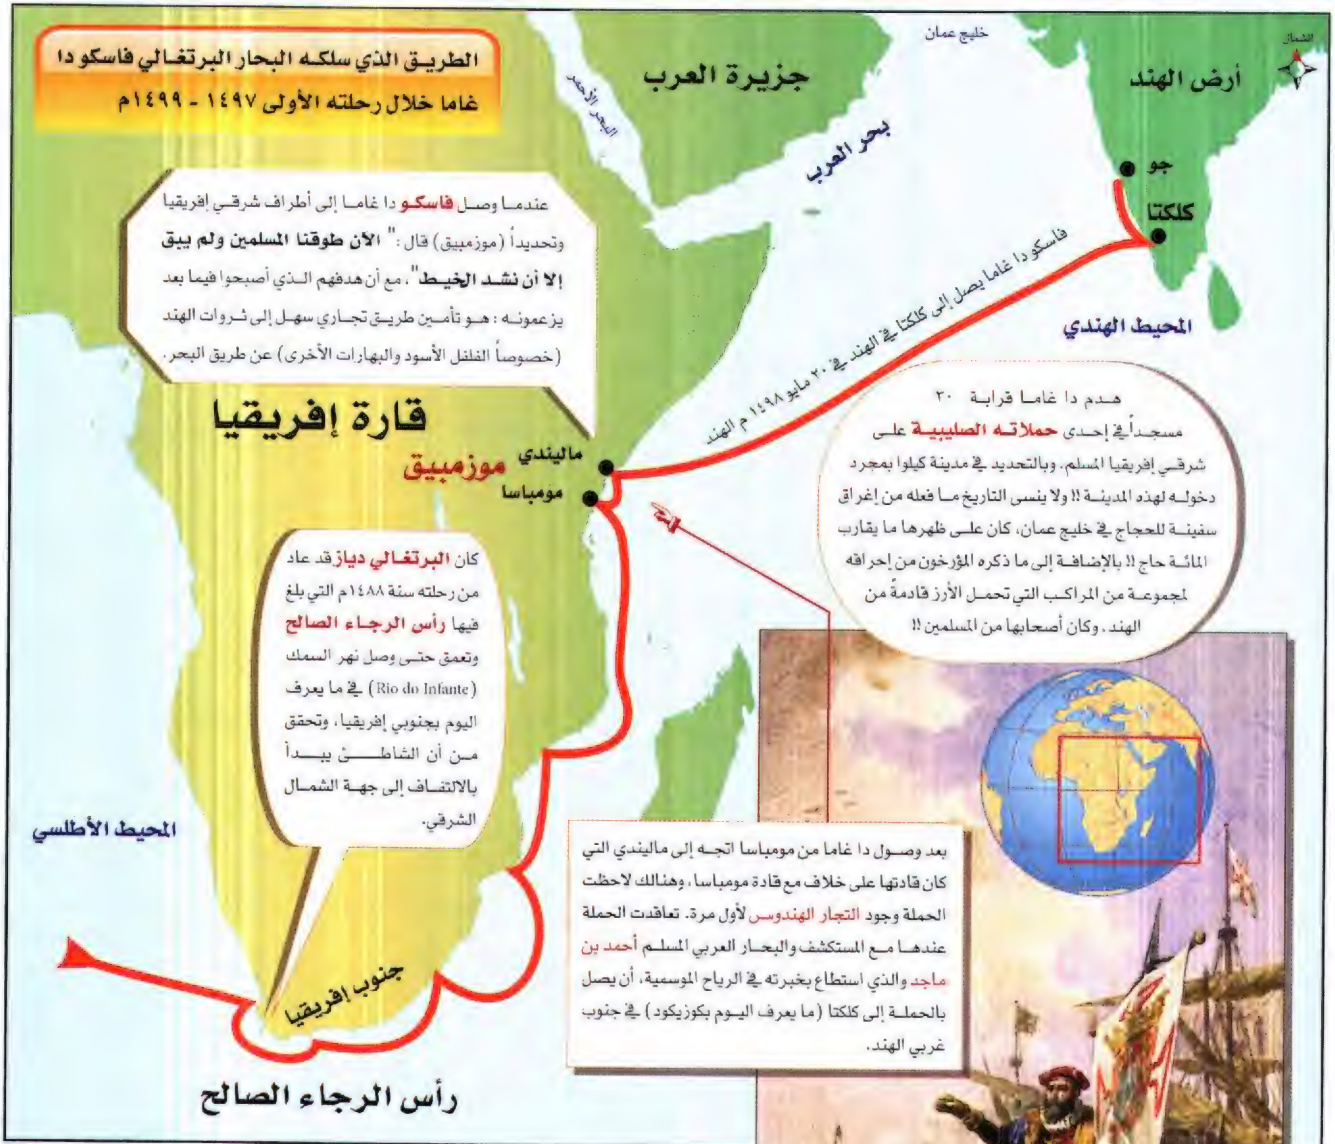 الطريق الذي سلكه البحار البرتغالي فاسكو دا
غاما خلال رحلته الأولى ١٤٩٧ - ١٤٩٩م
خليج عمان
الشمال
جزيرة العرب
أرض الهند
البحر الأحمر
بحر العرب
جو
كلكتا
عندما وصل فاسكو دا غاما إلى أطراف شرقي إفريقيا
وتحديداً (موزمبيق) قال: " الآن طوقنا المسلمين ولم يبق
إلا أن نشد الخيط"، مع أن هدفهم الذي أصبحوا فيما بعد
يزعمونه : هو تأمين طريق تجاري سهل إلى ثروات الهند
(خصوصاً الفلفل الأسود والبهارات الأخرى) عن طريق البحر.
فاسكو دا غاما يصل إلى كلكتا في الهند في ٢٠ مايو ١٤٩٨ م الهند
المحيط الهندي
هدم دا غاما قرابة ٣٠
مسجداً في إحدى حملاته الصليبية على
شرقي إفريقيا المسلم. وبالتحديد في مدينة كيلوا بمجرد
دخوله لهذه المدينة !! ولا ينسى التاريخ ما فعله من إغراق
سفينة للحجاج في خليج عمان، كان على ظهرها ما يقارب
المائة حاج !! بالإضافة إلى ما ذكره المؤرخون من إحراقه
لمجموعة من المراكب التي تحمل الأرز قادمة من
الهند. وكان أصحابها من المسلمين !!
قارة إفريقيا
ماليندي
موزمبيق
مومباسا
كان البرتغالي دياز قد عاد
من رحلته سنة ١٤٨٨م التي بلغ
فيها رأس الرجاء الصالح
وتعمق حتى وصل نهر السمك
(Rio do Infante) في ما يعرف
اليوم بجنوبي إفريقيا، وتحقق
من أن الشاطئ يبدأ
بالالتفاف إلى جهة الشمال
الشرقي.
المحيط الأطلسي
بعد وصول دا غاما من مومباسا اتجه إلى ماليندي التي
كان قادتها على خلاف مع قادة مومباسا، وهنالك لاحظت
الحملة وجود التجار الهندوس لأول مرة. تعاقدت الحملة
عندها مع المستكشف والبحار العربي المسلم أحمد بن
ماجد والذي استطاع بخبرته في الرياح الموسمية، أن يصل
بالحملة إلى كلكتا (ما يعرف اليوم بكوزيكود) في جنوب
غربي الهند.
جنوب إفريقيا
رأس الرجاء الصالح